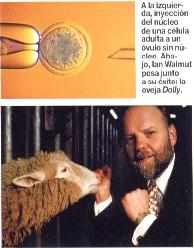 A la izquier-
da, inyección
del núcleo
de una célula
adulta a un
óvulo sin nú-
cleo. Aba-
jo, Ian Walmut
posa junto
a su éxito: la
oveja Dolly.